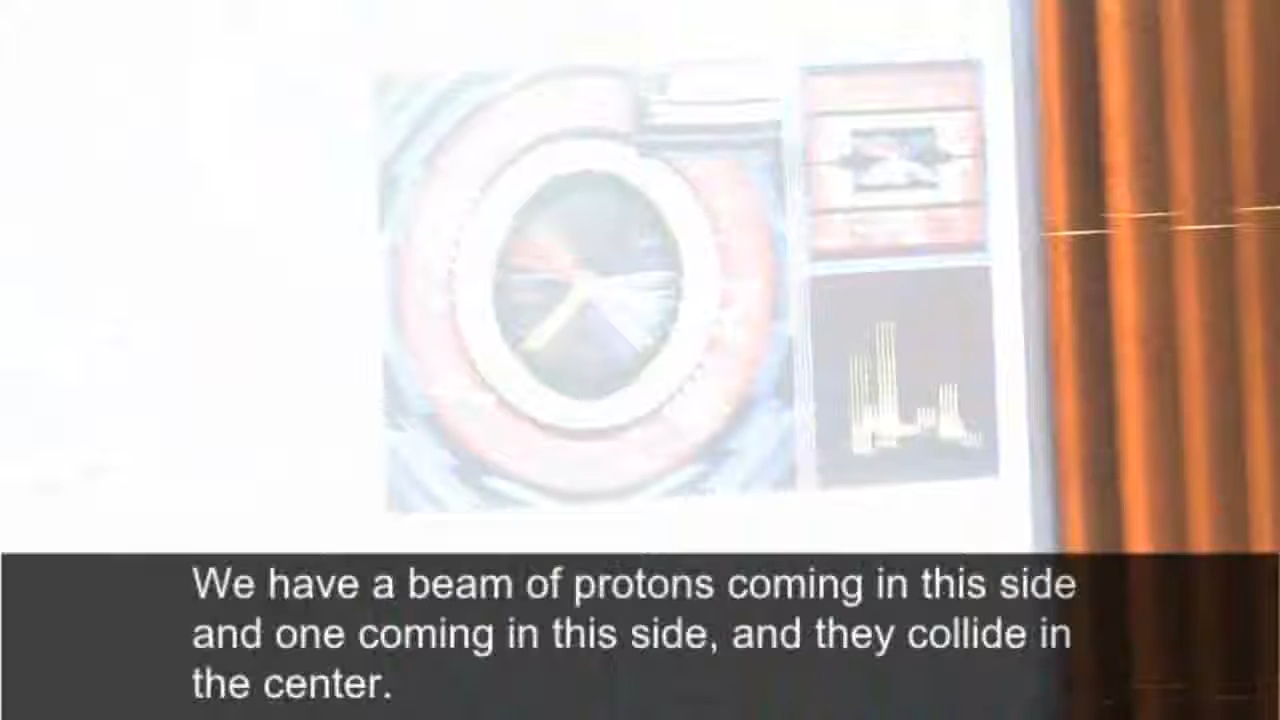 We have a beam of protons coming in this side
and one coming in this side, and they collide in
the center.